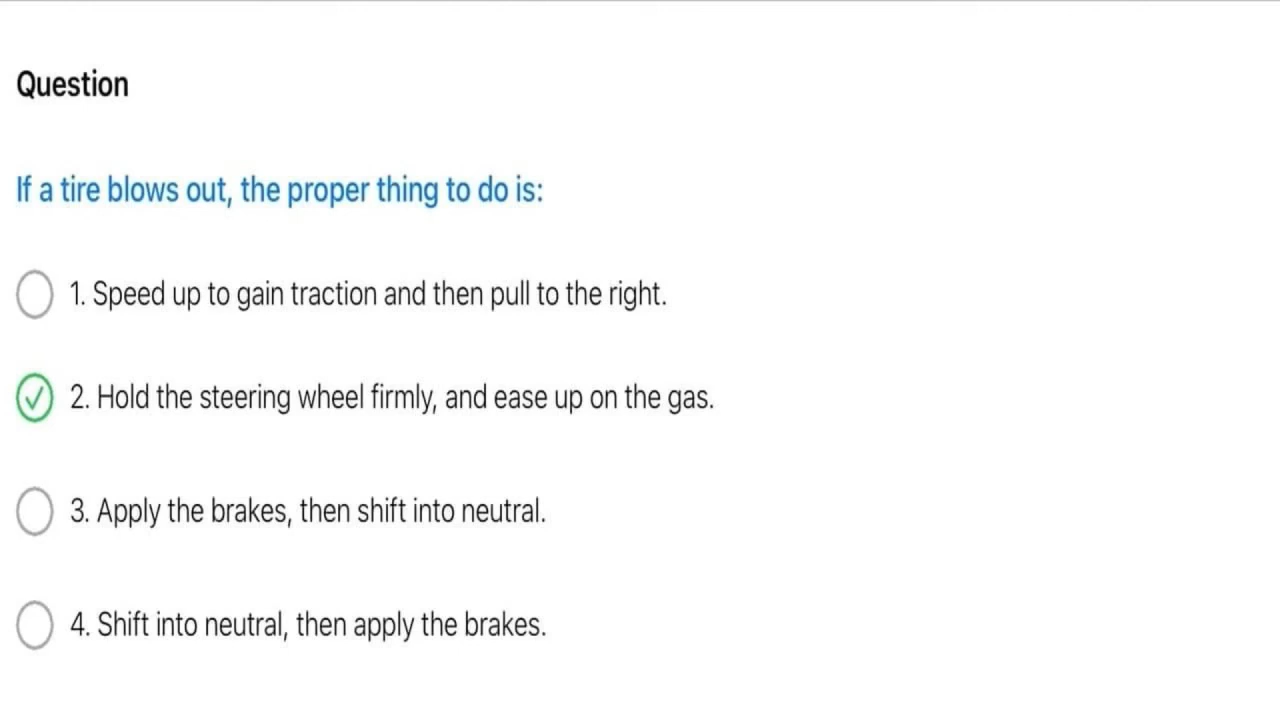 Question
If a tire blows out, the proper thing to do is:
1. Speed up to gain traction and then pull to the right.
2. Hold the steering wheel firmly, and ease up on the gas.
3. Apply the brakes, then shift into neutral.
4. Shift into neutral, then apply the brakes.